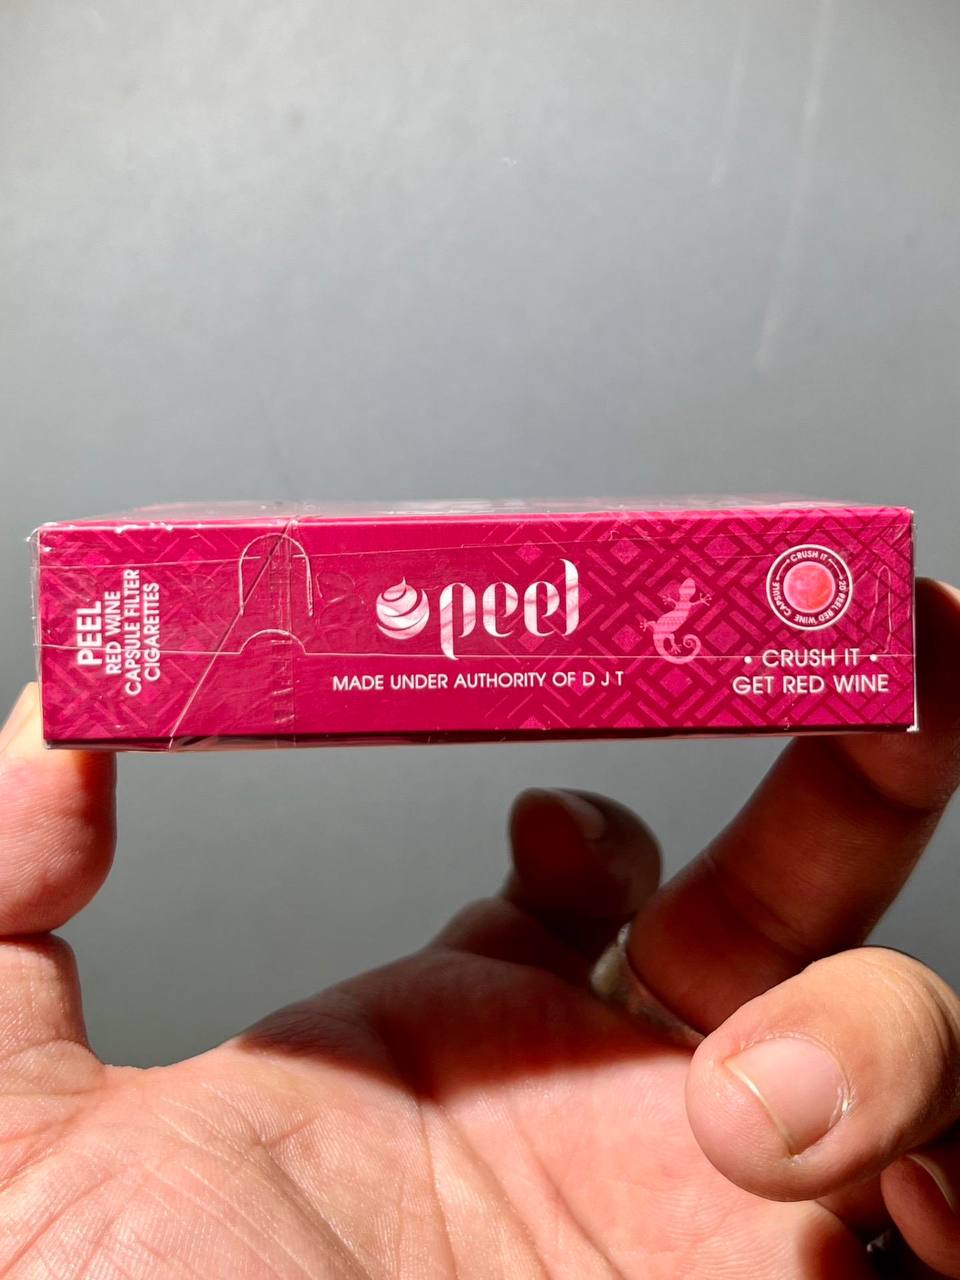 PEEL
RED WINE
CAPSULE FILTER
CIGARETTES
peel
MADE UNDER AUTHORITY OF D J T
CRUSH IT
20 PEEL RED WINE CAPSULE
• CRUSH IT •
GET RED WINE